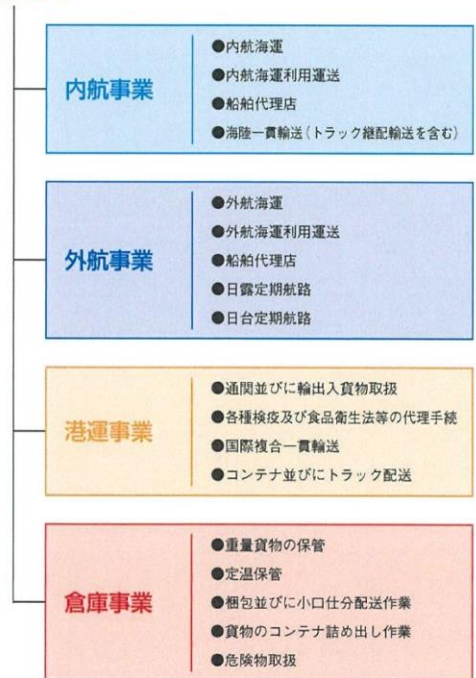 内航事業
●内航海運
●内航海運利用運送
●船舶代理店
●海陸一貫輸送(トラック継配輸送を含む)
外航事業
●外航海運
●外航海運利用運送
●船舶代理店
●日露定期航路
●日台定期航路
港運事業
●通関並びに輸出入貨物取扱
●各種検疫及び食品衛生法等の代理手続
●国際複合一貫輸送
●コンテナ並びにトラック配送
倉庫事業
●重量貨物の保管
●定温保管
●梱包並びに小口仕分配送作業
●貨物のコンテナ詰め出し作業
●危険物取扱